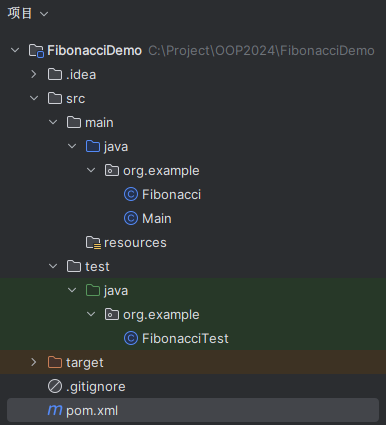 项目
FibonacciDemo C:\Project\OOP2024\FibonacciDemo
.idea
src
main
java
org.example
Fibonacci
Main
resources
test
java
org.example
FibonacciTest
target
.gitignore
pom.xml